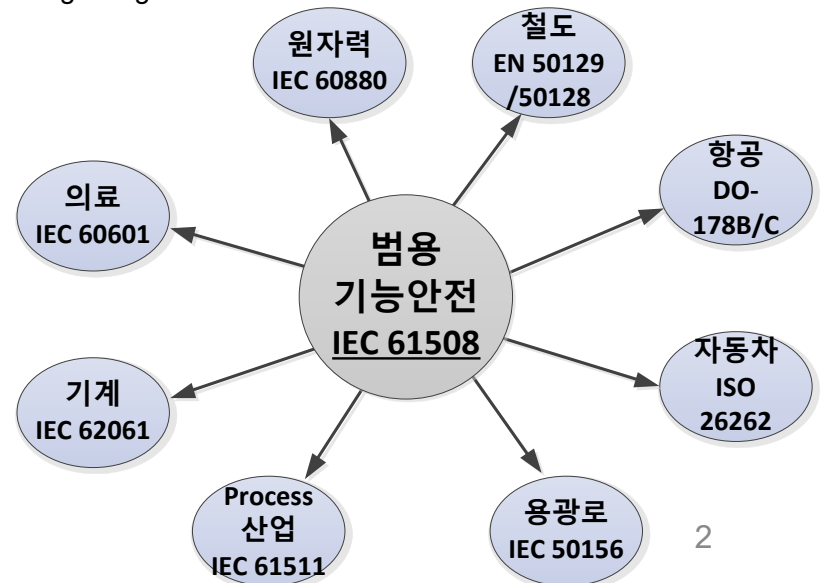 원자력
IEC 60880
철도
EN 50129
/50128
항공
DO-
178B/C
의료
IEC 60601
범용
기능안전
IEC 61508
자동차
ISO
26262
기계
IEC 62061
Process
산업
IEC 61511
용광로
IEC 50156
2